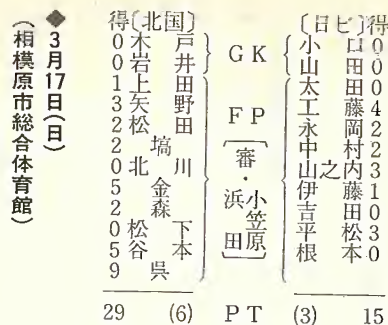 ◆3月17日(日)
(相模原市総合体育館)
得〔北国〕 〔日ビ〕得
0木戸 GK 小口0
0岩井 山田0
1上田 FP 太田0
3矢野 工藤4
2松田 永岡2
2塙 中村2
0北川 山之内3
5金 伊藤1
2森 吉田0
0松下 平松3
5谷本 根本0
9呉
〔審・小笠原 浜田〕
29 (6) PT (3) 15